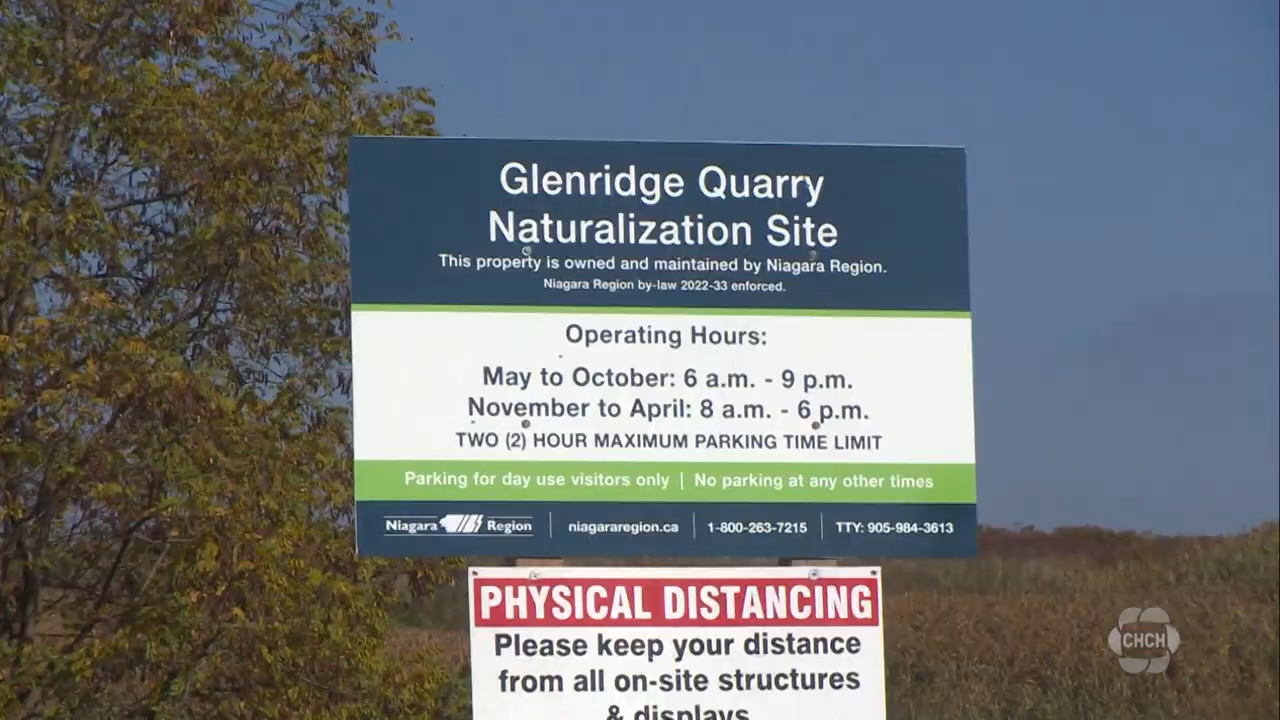 Glenridge Quarry
Naturalization Site
This property is owned and maintained by Niagara Region.
Niagara Region by-law 2022-33 enforced.
Operating Hours:
May to October: 6 a.m. - 9 p.m.
November to April: 8 a.m. - 6 p.m.
TWO (2) HOUR MAXIMUM PARKING TIME LIMIT
Parking for day use visitors only | No parking at any other times
Niagara Region | niagararegion.ca | 1-800-263-7215 | TTY: 905-984-3613
PHYSICAL DISTANCING
Please keep your distance
from all on-site structures
& displays
CHCH